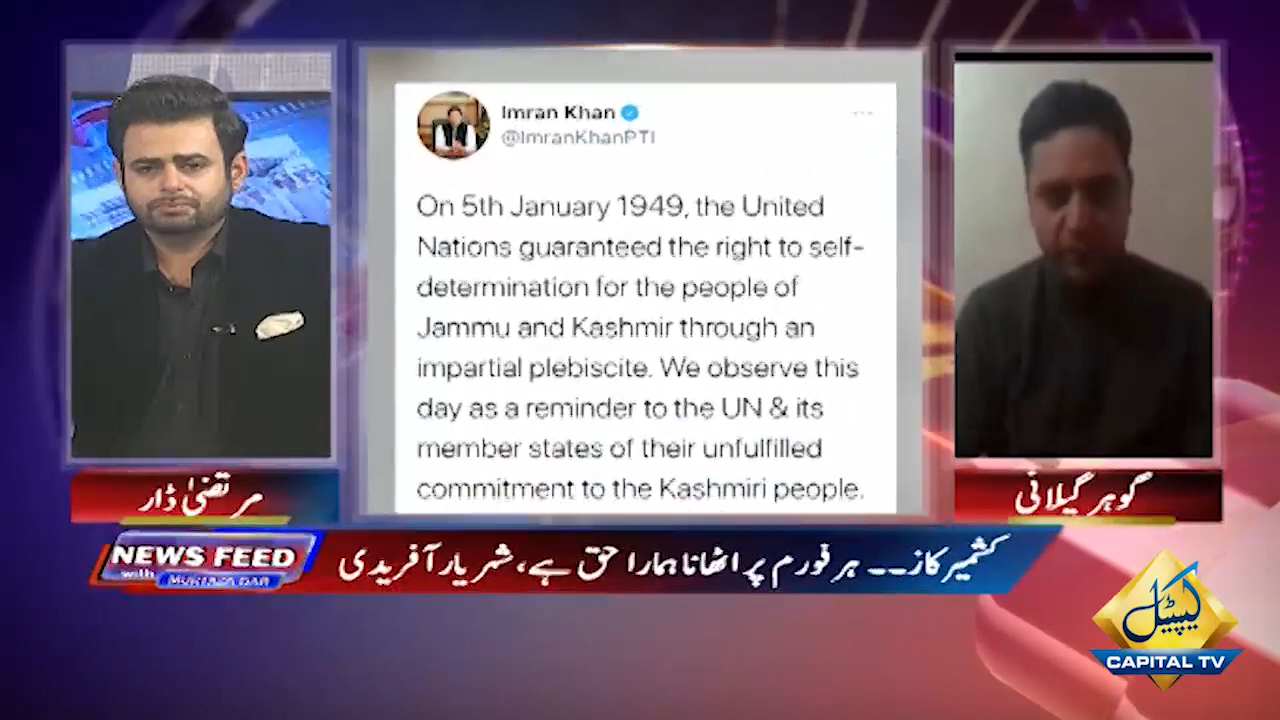 Imran Khan
@ImranKhanPTI
On 5th January 1949, the United
Nations guaranteed the right to self-
determination for the people of
Jammu and Kashmir through an
impartial plebiscite. We observe this
day as a reminder to the UN & its
member states of their unfulfilled
commitment to the Kashmiri people.
مرتضیٰ ڈار
گوہر گیلانی
NEWS FEED
with MURTAZA DAR
کشمیر کاز۔۔ ہر فورم پر اٹھانا ہمارا حق ہے، شہریار آفریدی
کیپیٹل
CAPITAL TV